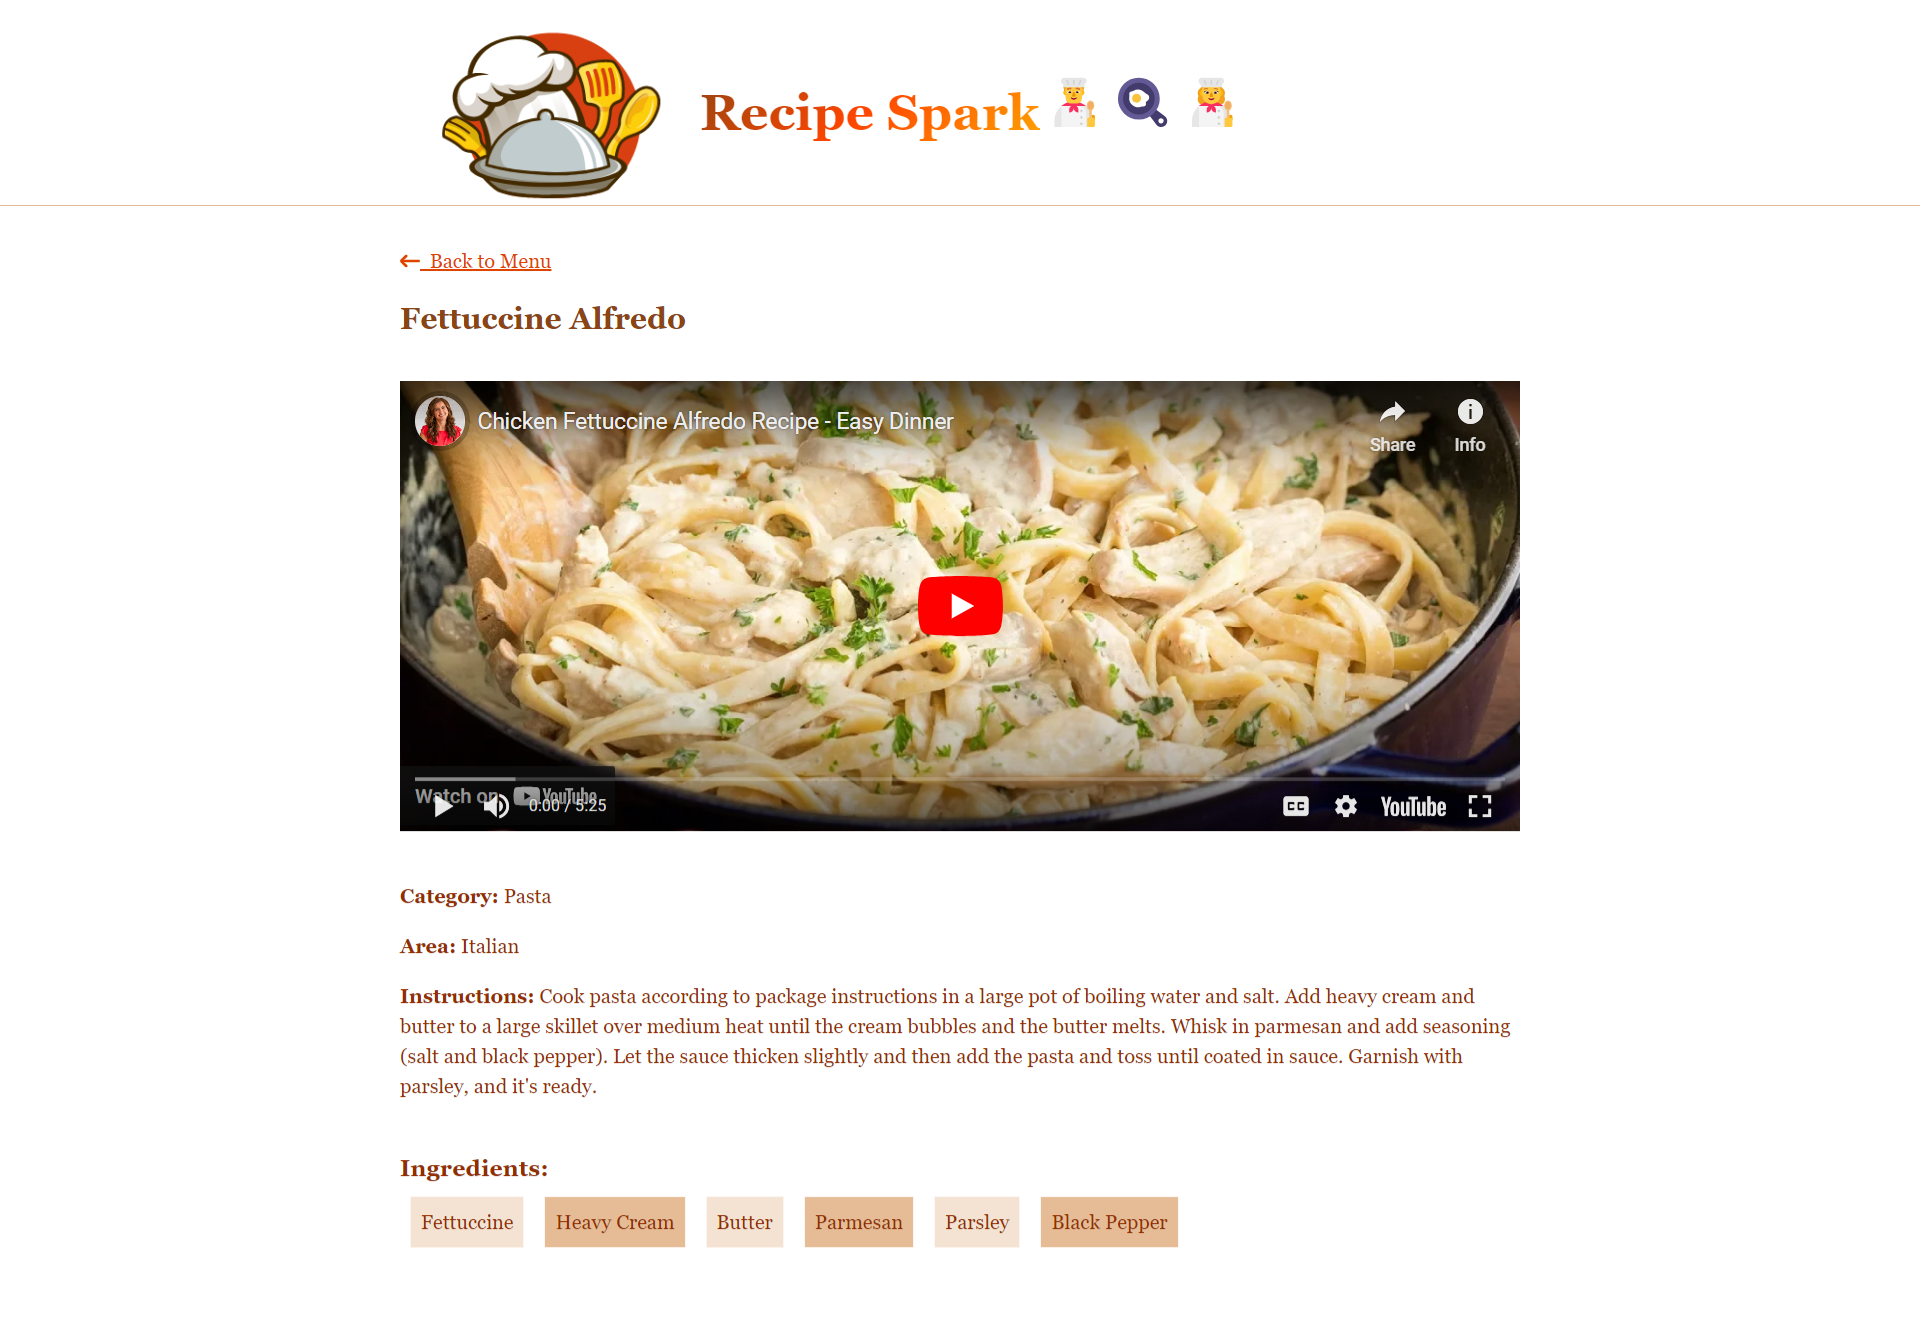 Recipe Spark
Back to Menu
Fettuccine Alfredo
Chicken Fettuccine Alfredo Recipe - Easy Dinner
Share
Info
Watch on YouTube
0:00 / 5:25
CC
YouTube
Category: Pasta
Area: Italian
Instructions: Cook pasta according to package instructions in a large pot of boiling water and salt. Add heavy cream and
butter to a large skillet over medium heat until the cream bubbles and the butter melts. Whisk in parmesan and add seasoning
(salt and black pepper). Let the sauce thicken slightly and then add the pasta and toss until coated in sauce. Garnish with
parsley, and it's ready.
Ingredients:
Fettuccine Heavy Cream Butter Parmesan Parsley Black Pepper